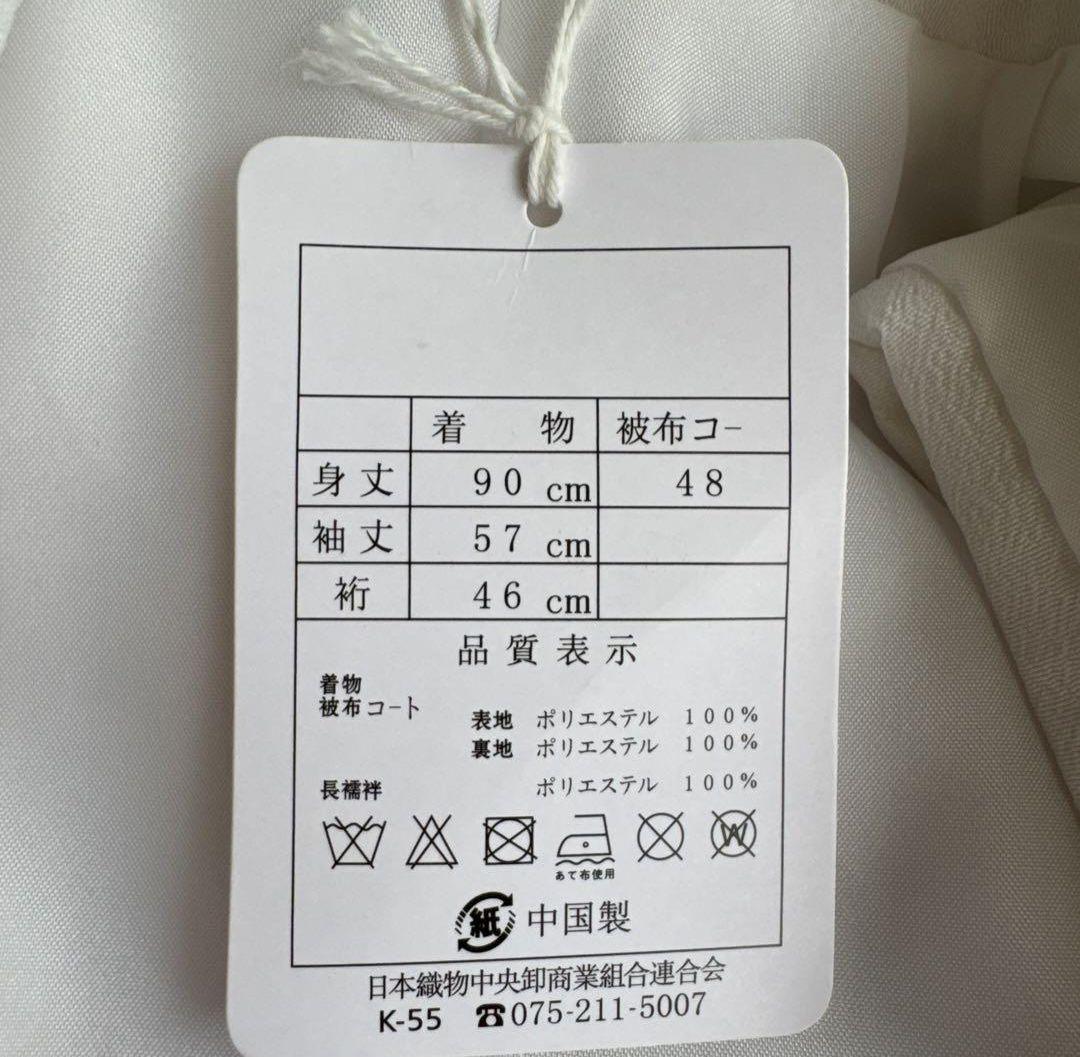 着 物 被布コー
身丈 90 cm 48
袖丈 57 cm
裄 46 cm
品質表示
着物
被布コート
表地 ポリエステル 100%
裏地 ポリエステル 100%
長襦袢 ポリエステル 100%
W
あて布使用
紙 中国製
日本織物中央卸商業組合連合会
K-55 ☎075-211-5007